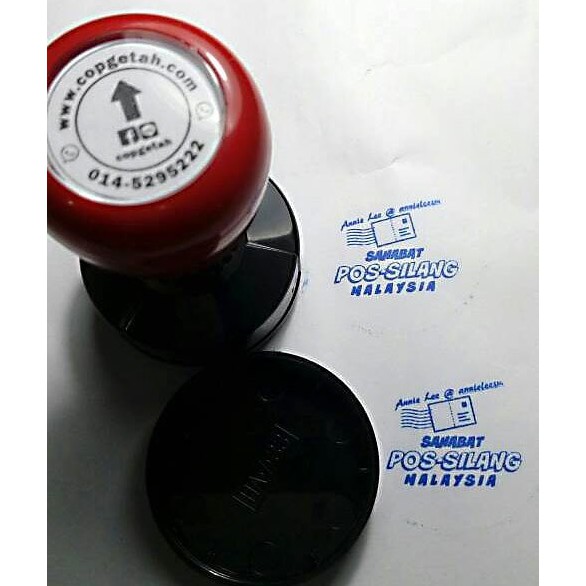 www.copgetah.com
copgetah
014-5295222
Annie Lee @ annieleesm
SAHABAT
POS-SILANG
MALAYSIA
Annie Lee @ annieleesm
SAHABAT
POS-SILANG
MALAYSIA